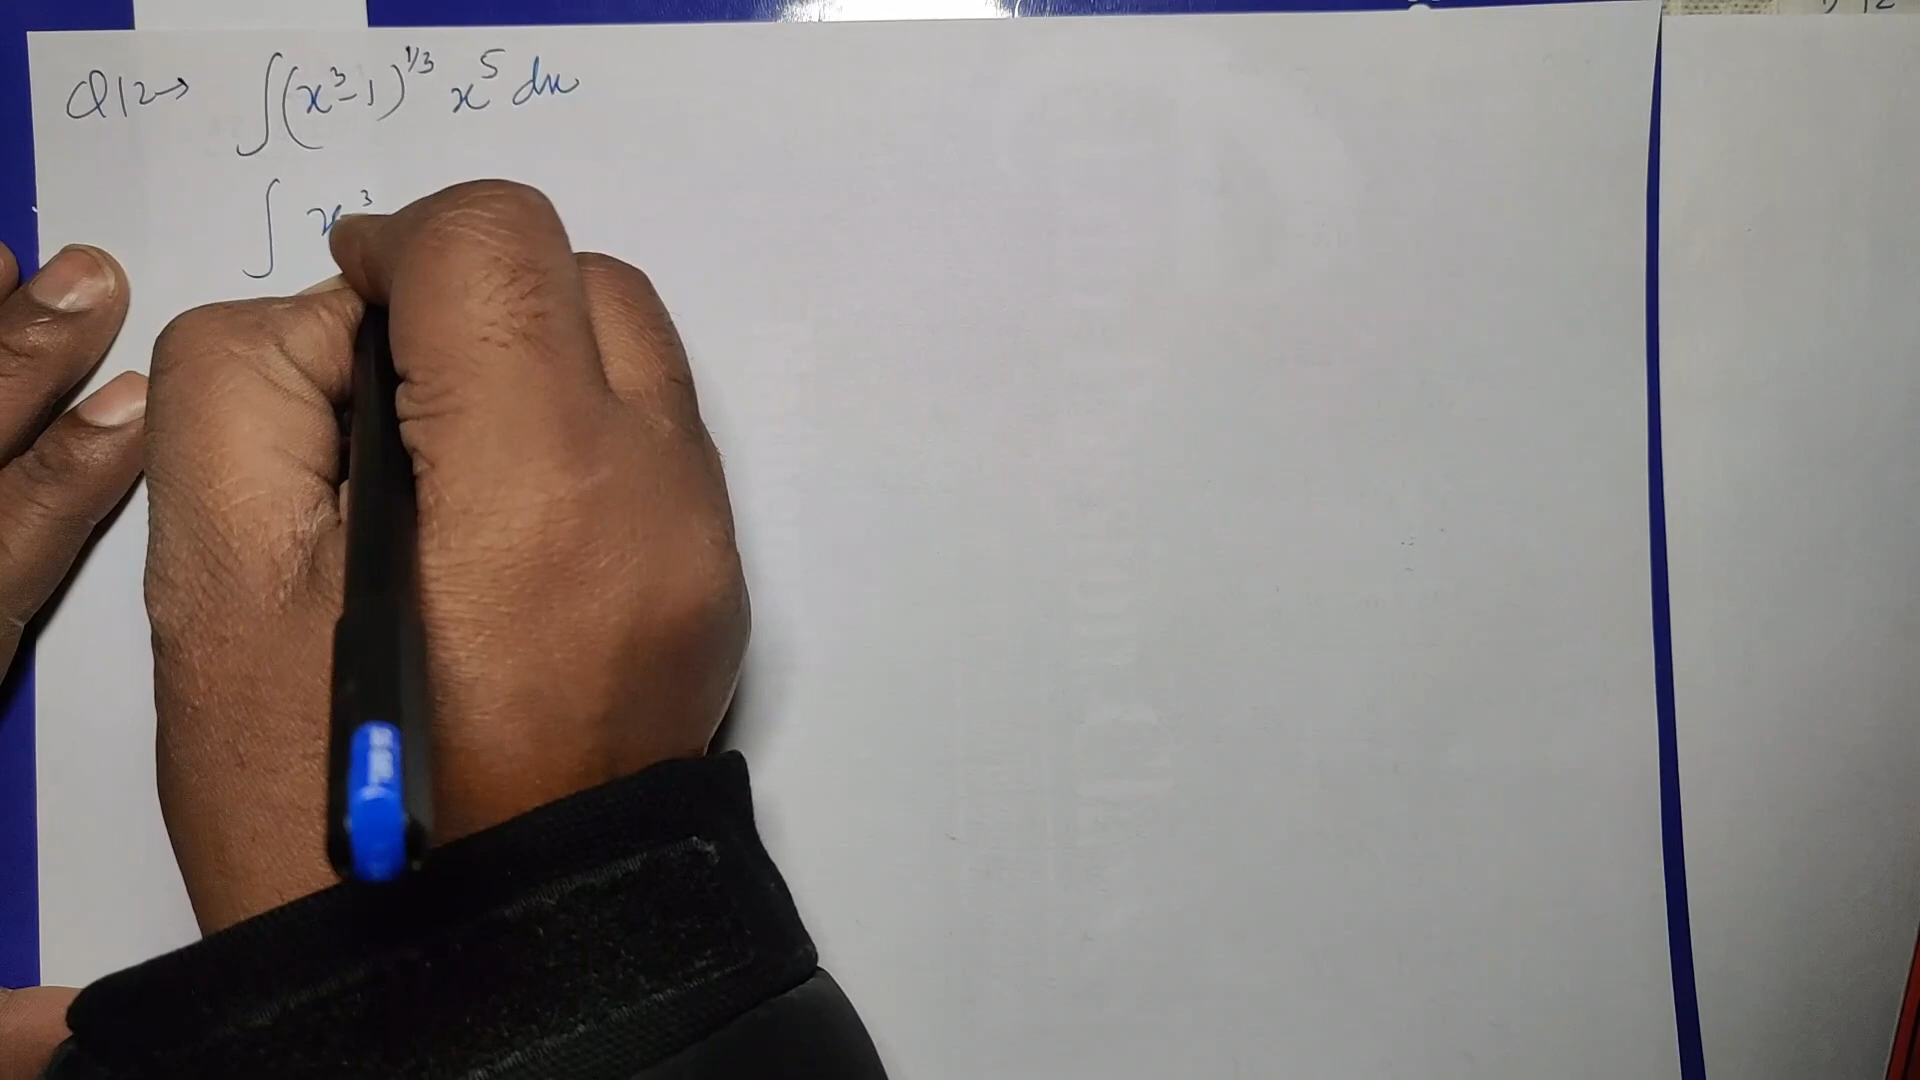 Q12→ ∫(x³-1)^1/3 x⁵ dx
∫ x³